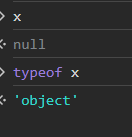 x
null
typeof x
'object'